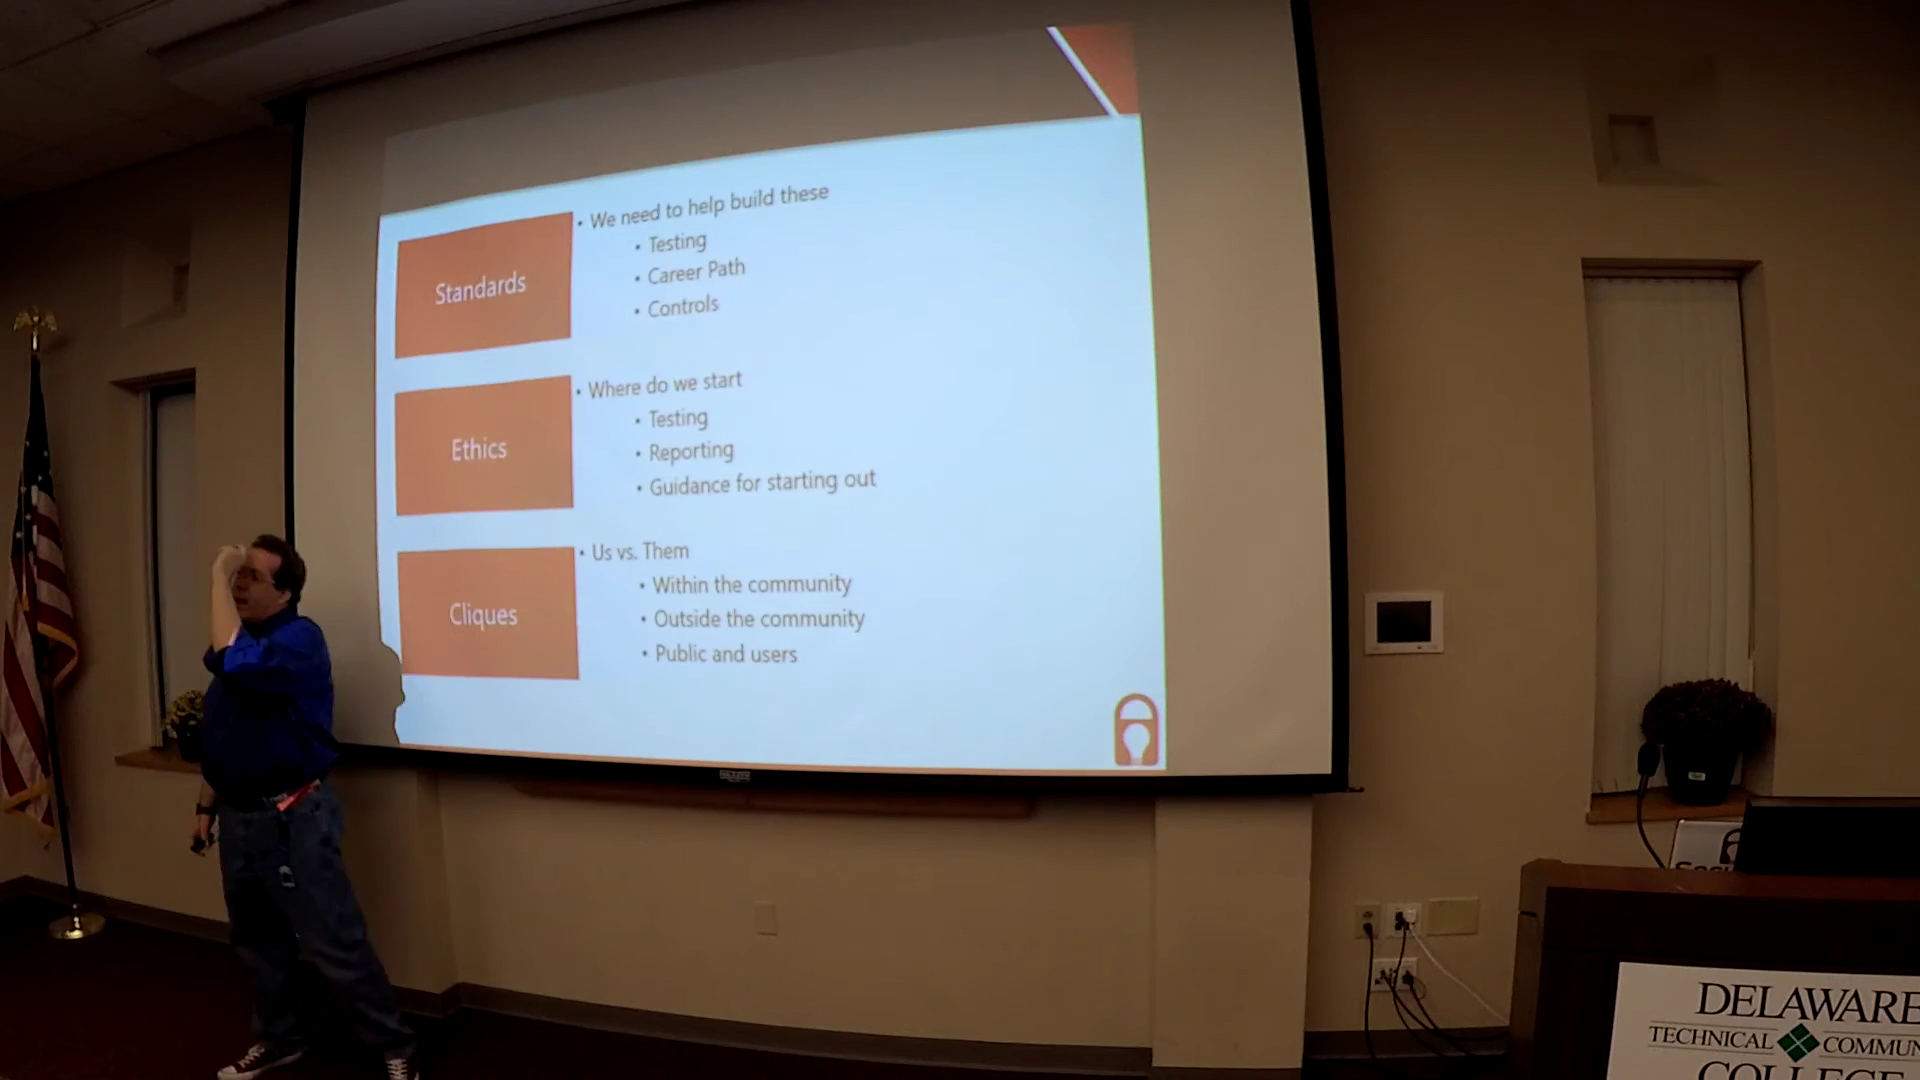 Standards
• We need to help build these
• Testing
• Career Path
• Controls
Ethics
• Where do we start
• Testing
• Reporting
• Guidance for starting out
Cliques
• Us vs. Them
• Within the community
• Outside the community
• Public and users
DELAWARE
TECHNICAL COMMUN
COLLEGE